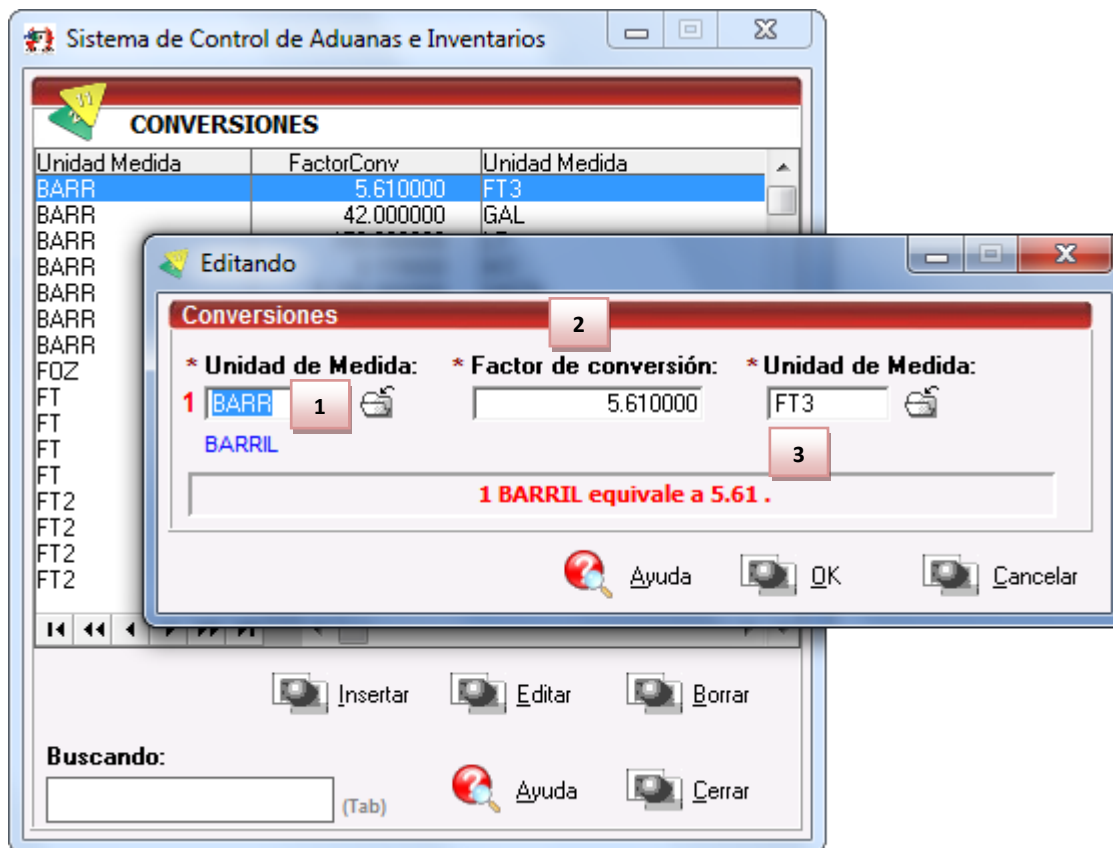 Sistema de Control de Aduanas e Inventarios
CONVERSIONES
Unidad Medida FactorConv Unidad Medida
BARR 5.610000 FT3
BARR 42.000000 GAL
BARR
BARR
BARR
BARR
BARR
FOZ
FT
FT
FT
FT
FT2
FT2
FT2
FT2
Editando
Conversiones
2
* Unidad de Medida: * Factor de conversión: * Unidad de Medida:
1 BARR 1 5.610000 FT3
BARRIL 3
1 BARRIL equivale a 5.61 .
Ayuda OK Cancelar
Insertar Editar Borrar
Buscando:
(Tab) Ayuda Cerrar